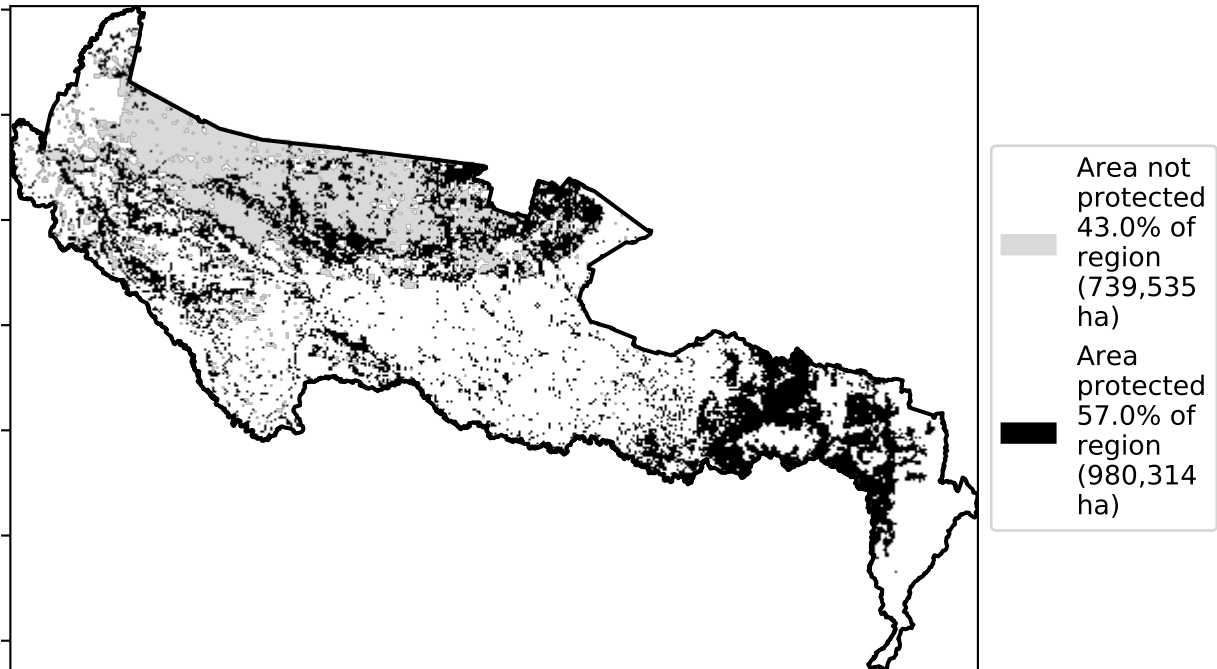 Area not
protected
43.0% of
region
(739,535
ha)
Area
protected
57.0% of
region
(980,314
ha)